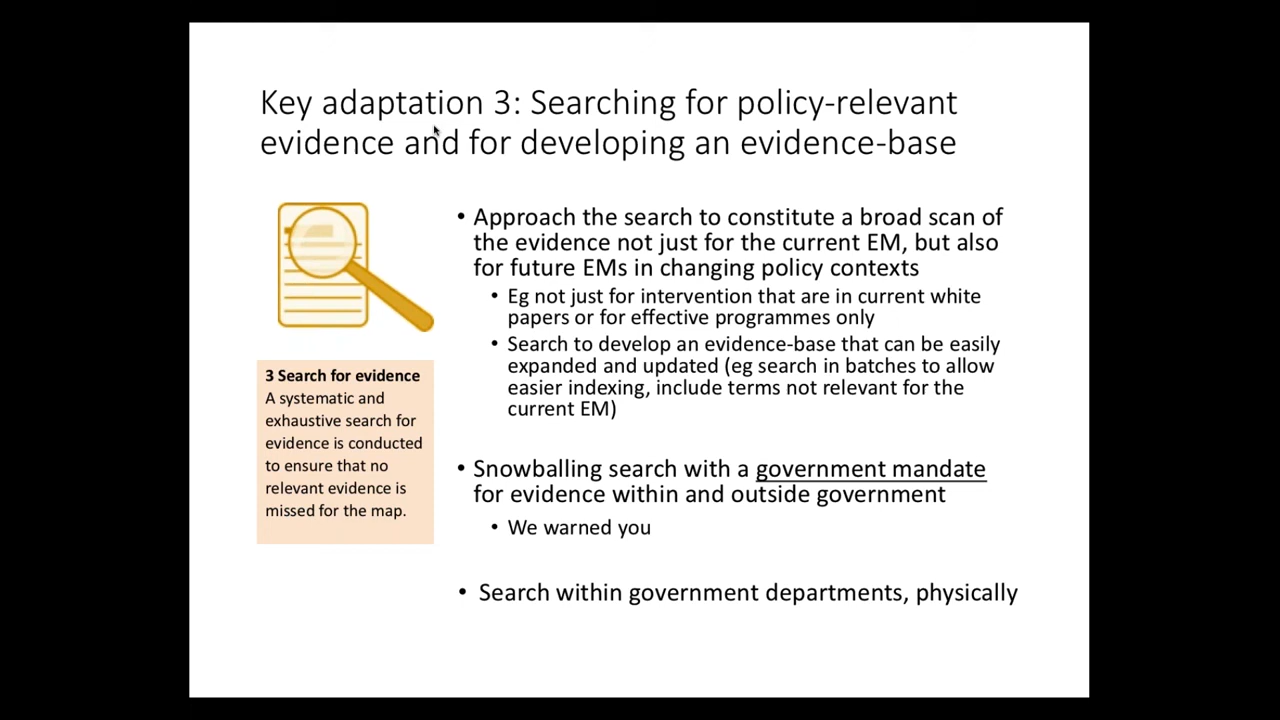 Key adaptation 3: Searching for policy-relevant
evidence and for developing an evidence-base
3 Search for evidence
A systematic and
exhaustive search for
evidence is conducted
to ensure that no
relevant evidence is
missed for the map.
• Approach the search to constitute a broad scan of
the evidence not just for the current EM, but also
for future EMs in changing policy contexts
• Eg not just for intervention that are in current white
papers or for effective programmes only
• Search to develop an evidence-base that can be easily
expanded and updated (eg search in batches to allow
easier indexing, include terms not relevant for the
current EM)
• Snowballing search with a government mandate
for evidence within and outside government
• We warned you
• Search within government departments, physically